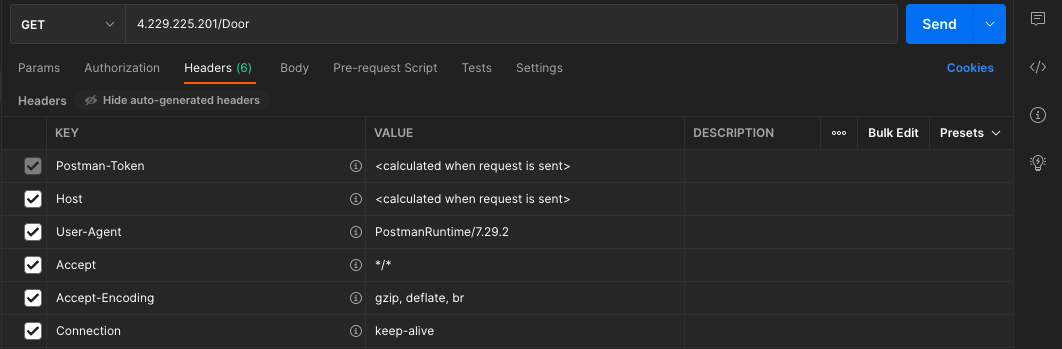 GET 4.229.225.201/Door Send
Params Authorization Headers (6) Body Pre-request Script Tests Settings Cookies
Headers Hide auto-generated headers
KEY VALUE DESCRIPTION Bulk Edit Presets
Postman-Token <calculated when request is sent>
Host <calculated when request is sent>
User-Agent PostmanRuntime/7.29.2
Accept */*
Accept-Encoding gzip, deflate, br
Connection keep-alive